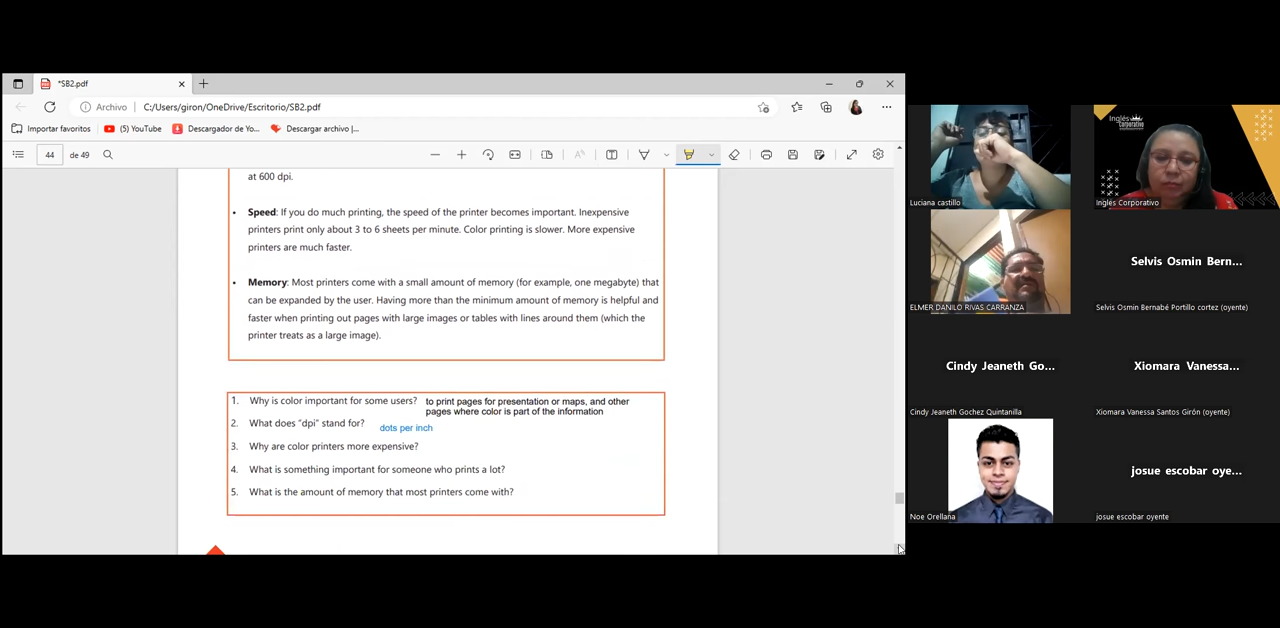 *SB2.pdf
Archivo
C:/Users/giron/OneDrive/Escritorio/SB2.pdf
Importar favoritos
(5) YouTube
Descargador de Yo...
Descargar archivo |...
44
de 49
at 600 dpi.
• Speed: If you do much printing, the speed of the printer becomes important. Inexpensive
printers print only about 3 to 6 sheets per minute. Color printing is slower. More expensive
printers are much faster.
• Memory: Most printers come with a small amount of memory (for example, one megabyte) that
can be expanded by the user. Having more than the minimum amount of memory is helpful and
faster when printing out pages with large images or tables with lines around them (which the
printer treats as a large image).
1. Why is color important for some users? to print pages for presentation or maps, and other
pages where color is part of the information
2. What does "dpi" stand for? dots per inch
3. Why are color printers more expensive?
4. What is something important for someone who prints a lot?
5. What is the amount of memory that most printers come with?
Luciana castillo
Inglés
Corporativo
Inglés Corporativo
ELMER DANILO RIVAS CARRANZA
Selvis Osmin Bern...
Selvis Osmin Bernabé Portillo cortez (oyente)
Cindy Jeaneth Go...
Cindy Jeaneth Gochez Quintanilla
Xiomara Vanessa...
Xiomara Vanessa Santos Girón (oyente)
Noe Orellana
josue escobar oye...
josue escobar oyente